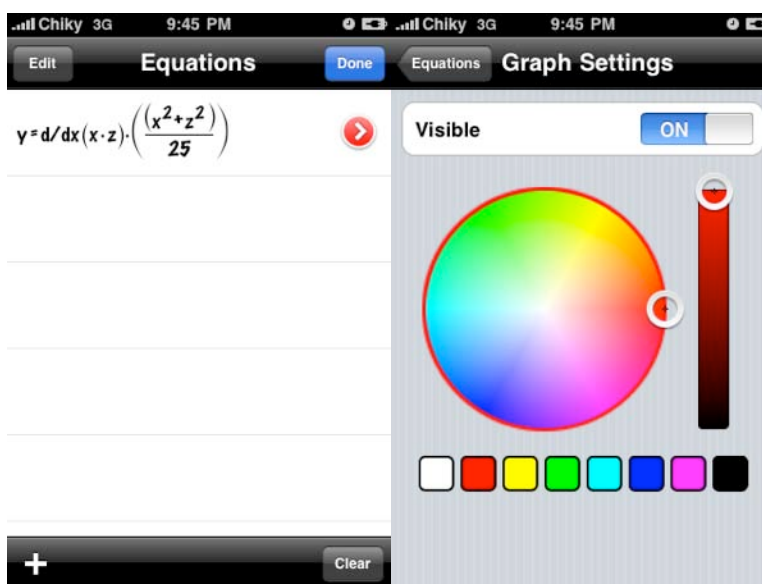 Chiky 3G 9:45 PM
Edit Equations Done
y=d/dx(x·z)·((x²+z²)/25)
+ Clear
Chiky 3G 9:45 PM
Equations Graph Settings
Visible ON